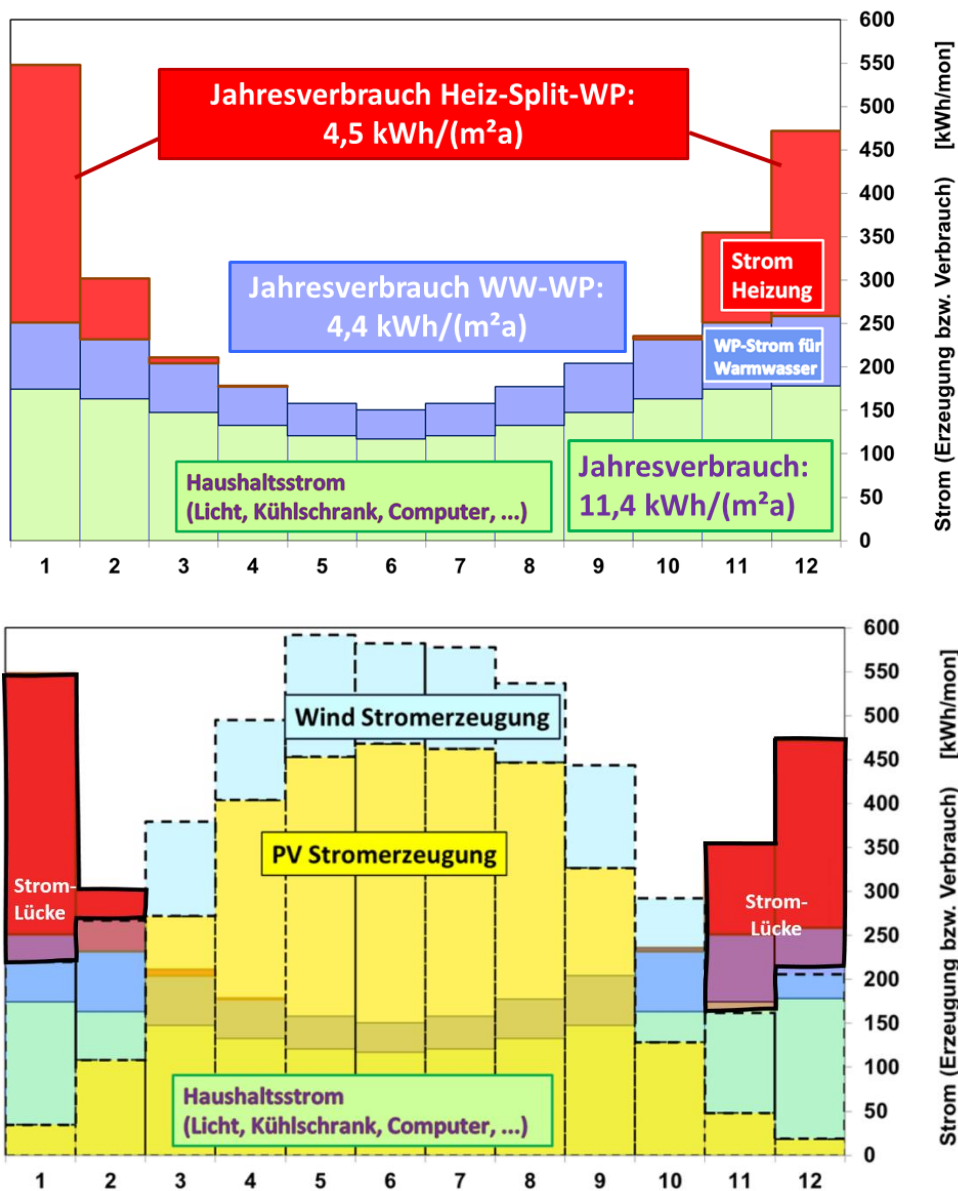 600
550
500
450
400
350
300
250
200
150
100
50
0
Strom (Erzeugung bzw. Verbrauch) [kWh/mon]
Jahresverbrauch Heiz-Split-WP:
4,5 kWh/(m²a)
Jahresverbrauch WW-WP:
4,4 kWh/(m²a)
Strom
Heizung
WP-Strom für
Warmwasser
Haushaltsstrom
(Licht, Kühlschrank, Computer, ...)
Jahresverbrauch:
11,4 kWh/(m²a)
1 2 3 4 5 6 7 8 9 10 11 12
600
550
500
450
400
350
300
250
200
150
100
50
0
Strom (Erzeugung bzw. Verbrauch) [kWh/mon]
Wind Stromerzeugung
PV Stromerzeugung
Strom-
Lücke
Strom-
Lücke
Haushaltsstrom
(Licht, Kühlschrank, Computer, ...)
1 2 3 4 5 6 7 8 9 10 11 12